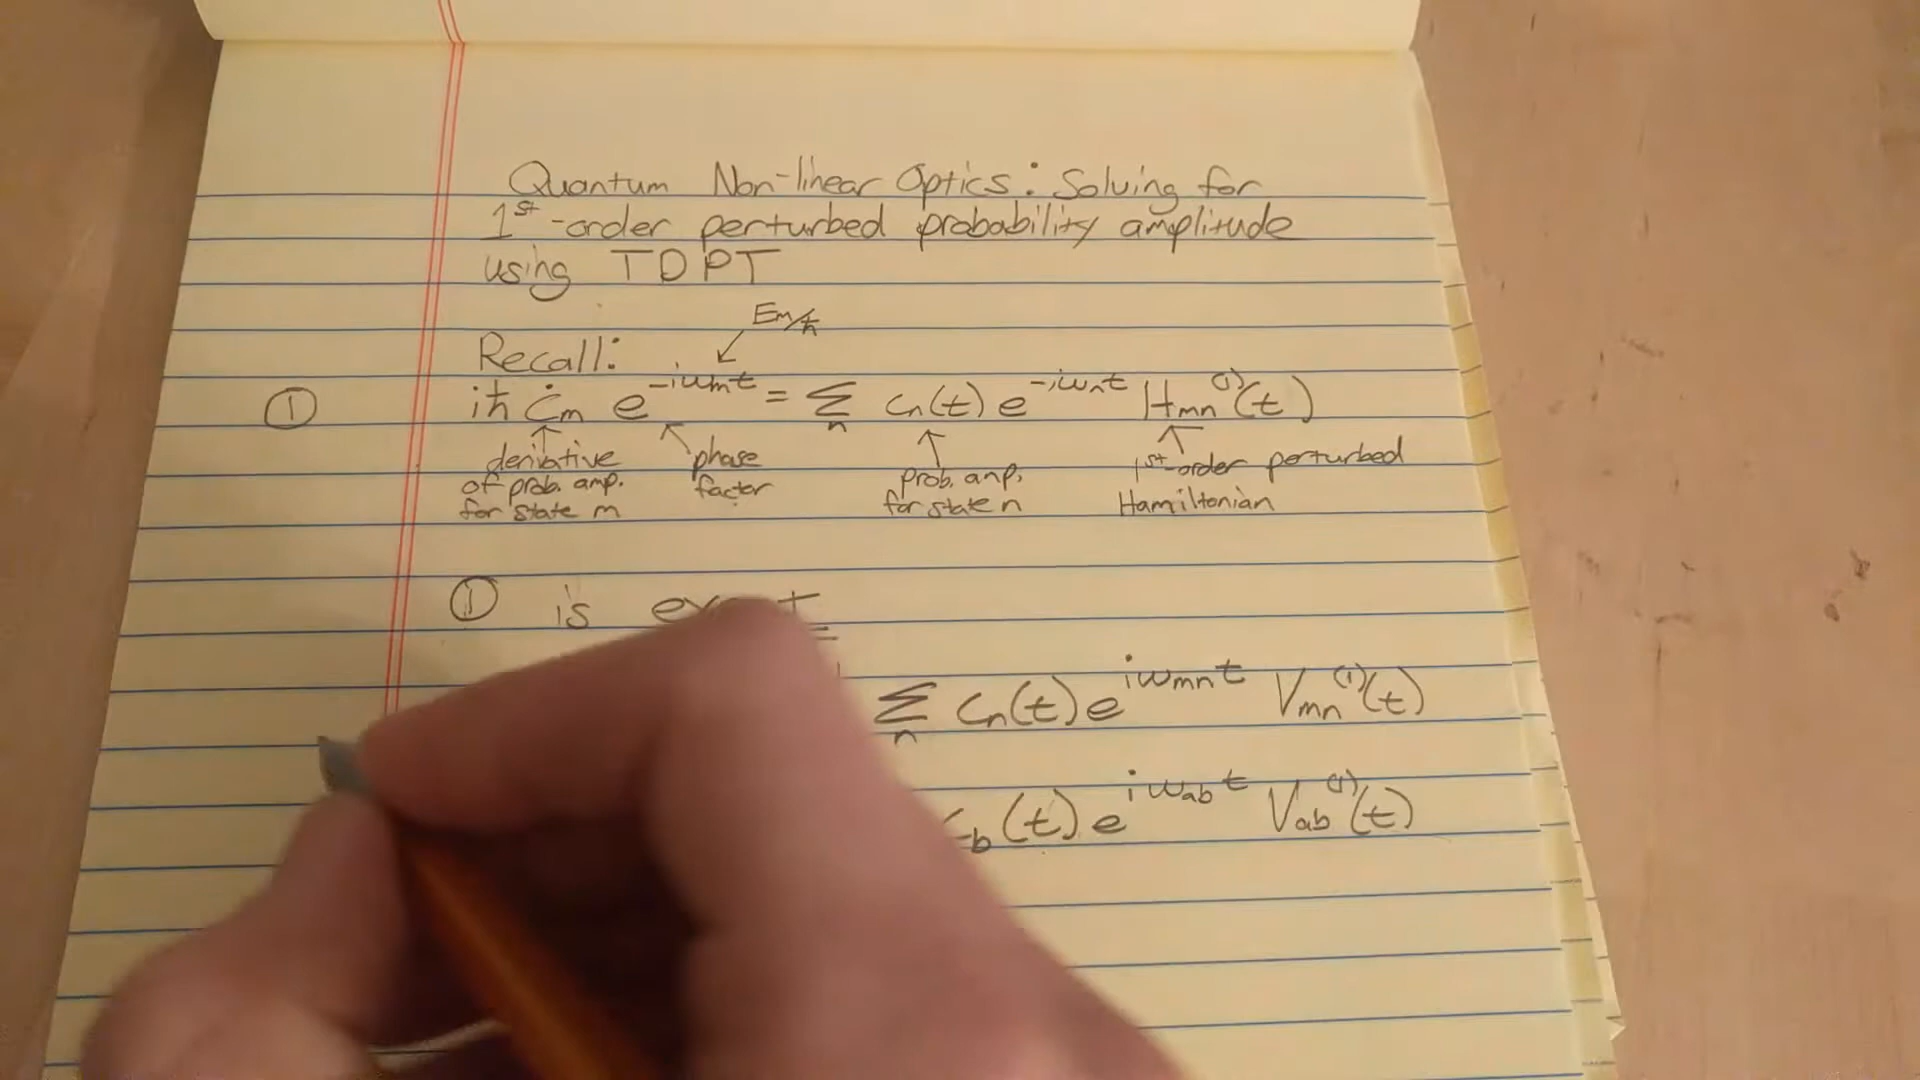 Quantum Non-linear Optics: Solving for
1st-order perturbed probability amplitude
using TDPT
Em/ħ
Recall:
① iħ ċm e^-iωmt = Σn cn(t) e^-iωnt Hmn^(1)(t)
derivative of prob. amp. for state m
phase factor
prob. amp. for state n
1st-order perturbed Hamiltonian
① is
Σn cn(t) e^iωmnt Vmn^(1)(t)
cb(t) e^iωabt Vab^(1)(t)